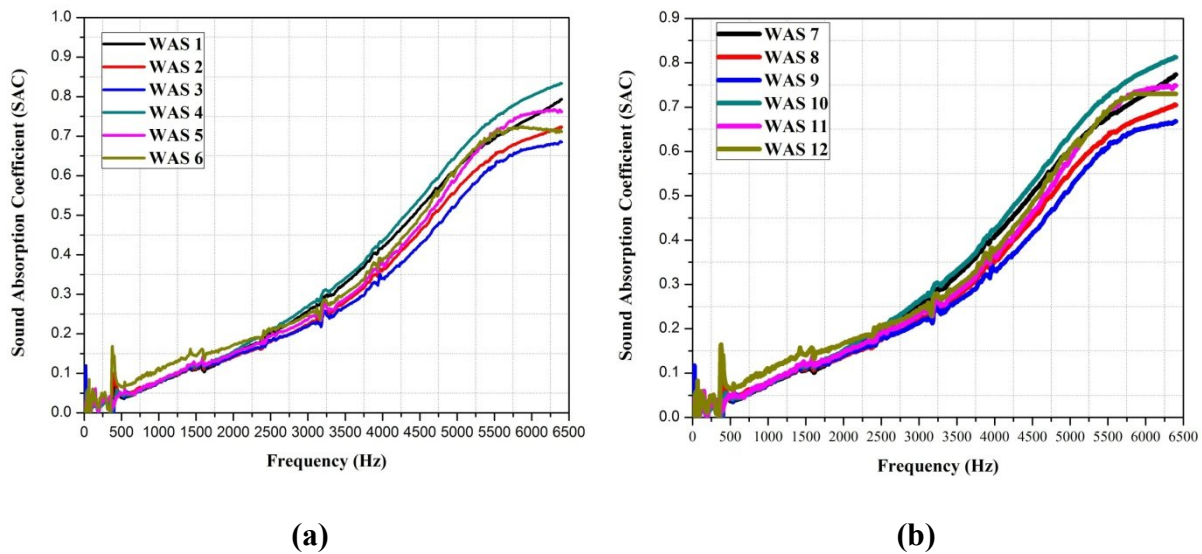 1.0
0.9
0.8
0.7
0.6
0.5
0.4
0.3
0.2
0.1
0.0
Sound Absorption Coefficient (SAC)
WAS 1
WAS 2
WAS 3
WAS 4
WAS 5
WAS 6
0 500 1000 1500 2000 2500 3000 3500 4000 4500 5000 5500 6000 6500
Frequency (Hz)
(a)
0.9
0.8
0.7
0.6
0.5
0.4
0.3
0.2
0.1
0.0
Sound Absorption Coefficient (SAC)
WAS 7
WAS 8
WAS 9
WAS 10
WAS 11
WAS 12
0 500 1000 1500 2000 2500 3000 3500 4000 4500 5000 5500 6000 6500
Frequency (Hz)
(b)